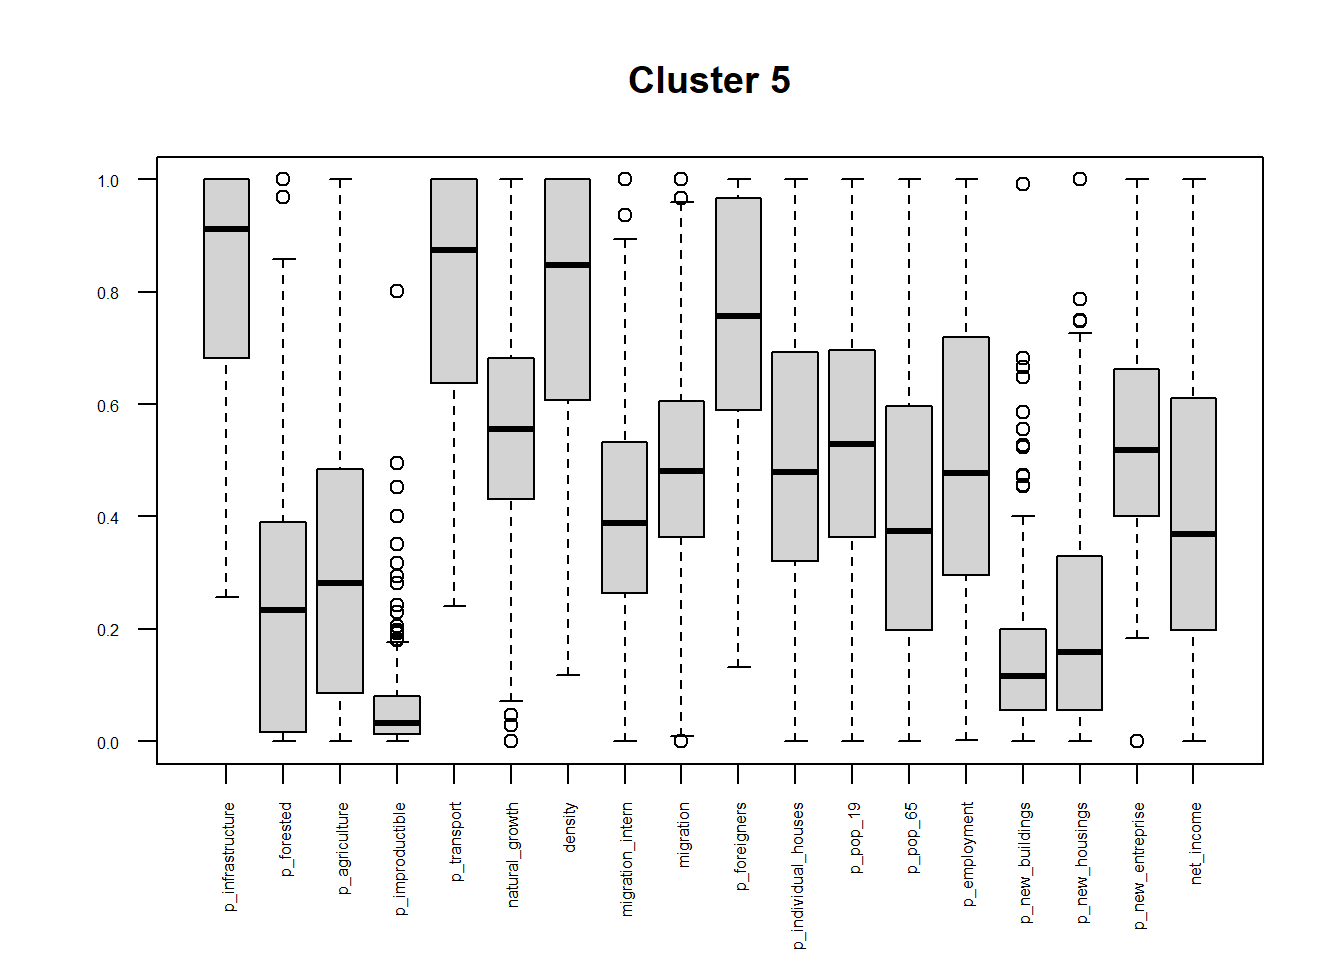 Cluster 5
1.0
0.8
0.6
0.4
0.2
0.0
p_infrastructure
p_forested
p_agriculture
p_improductible
p_transport
natural_growth
density
migration_intern
migration
p_foreigners
p_individual_houses
p_pop_19
p_pop_65
p_employment
p_new_buildings
p_new_housings
p_new_entreprise
net_income